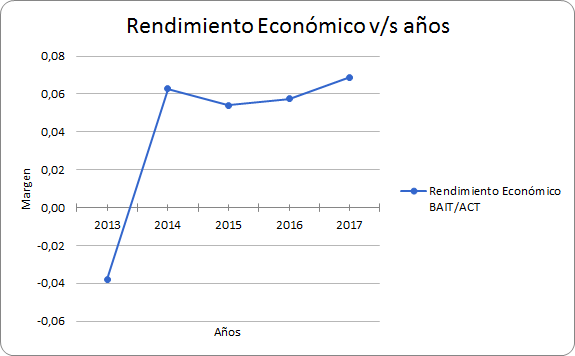 Rendimiento Económico v/s años
0,08
0,06
0,04
0,02
0,00
-0,02
-0,04
-0,06
Margen
2013 2014 2015 2016 2017
Años
Rendimiento Económico
BAIT/ACT